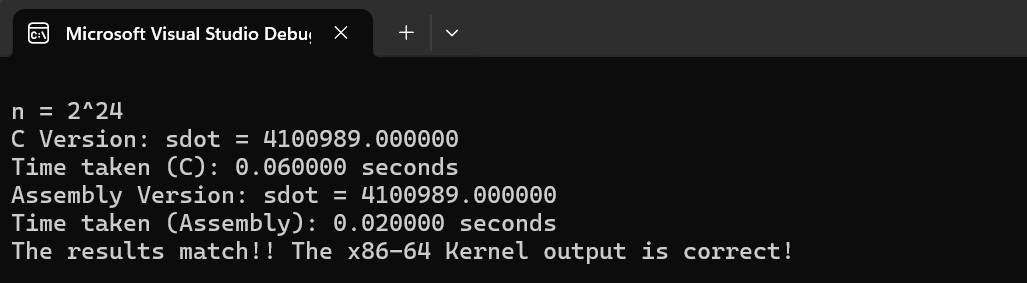 Microsoft Visual Studio Debu
n = 2^24
C Version: sdot = 4100989.000000
Time taken (C): 0.060000 seconds
Assembly Version: sdot = 4100989.000000
Time taken (Assembly): 0.020000 seconds
The results match!! The x86-64 Kernel output is correct!